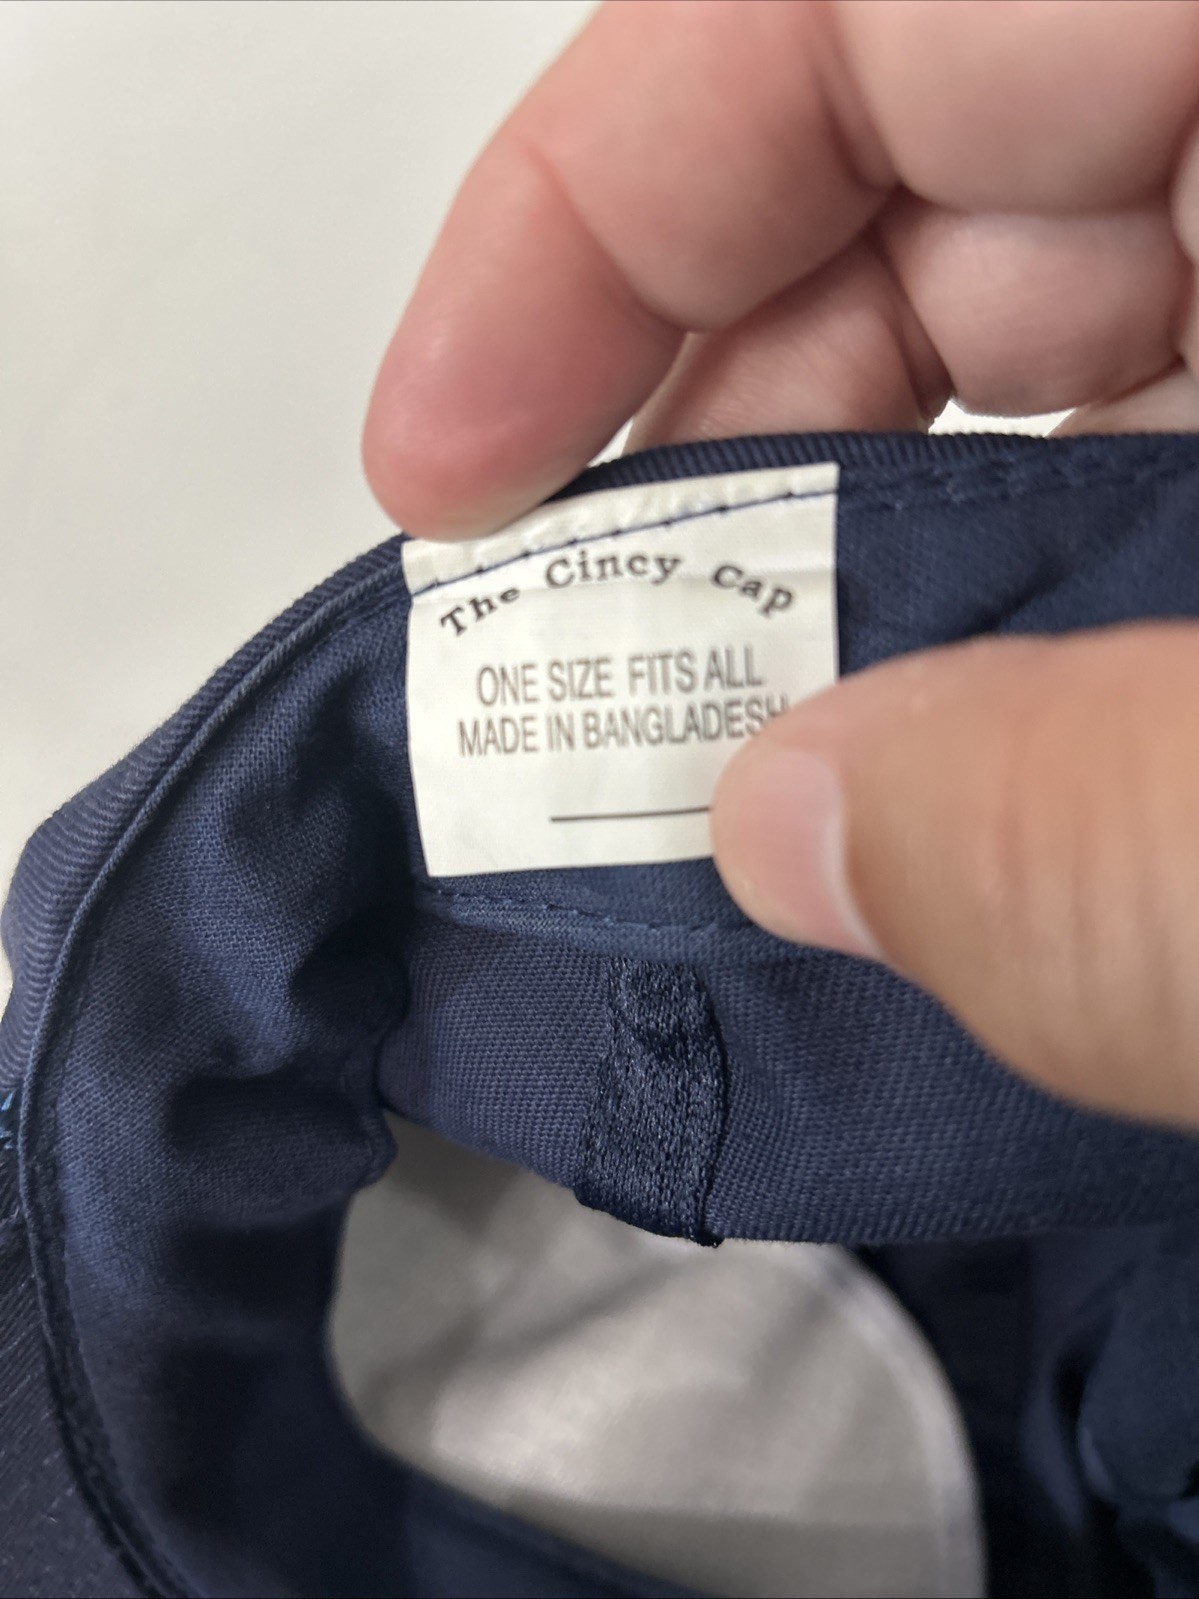 The Cincy Cap
ONE SIZE FITS ALL
MADE IN BANGLADESH